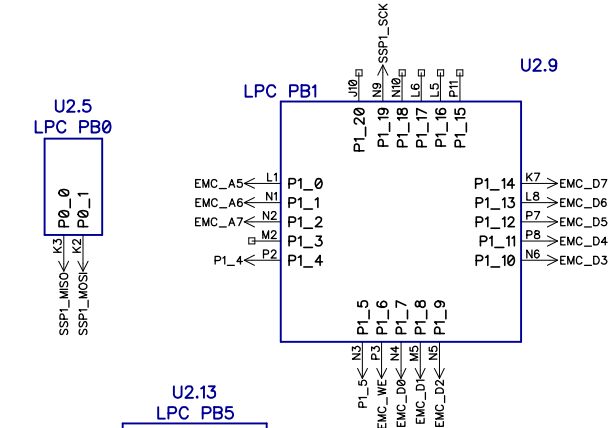 SSP1_SCK
U2.9
J10 N9 N10 L6 L5 P11
LPC PB1
P1_20 P1_19 P1_18 P1_17 P1_16 P1_15
U2.5
LPC PB0
P0_0 P0_1
K3 K2
SSP1_MISO SSP1_MOSI
EMC_A5 L1 P1_0
EMC_A6 N1 P1_1
EMC_A7 N2 P1_2
M2 P1_3
P1_4 P2 P1_4
P1_14 K7 EMC_D7
P1_13 L8 EMC_D6
P1_12 P7 EMC_D5
P1_11 P8 EMC_D4
P1_10 N6 EMC_D3
P1_5 P1_6 P1_7 P1_8 P1_9
N3 P3 N4 M5 N5
P1_5 EMC_WE EMC_D0 EMC_D1 EMC_D2
U2.13
LPC PB5